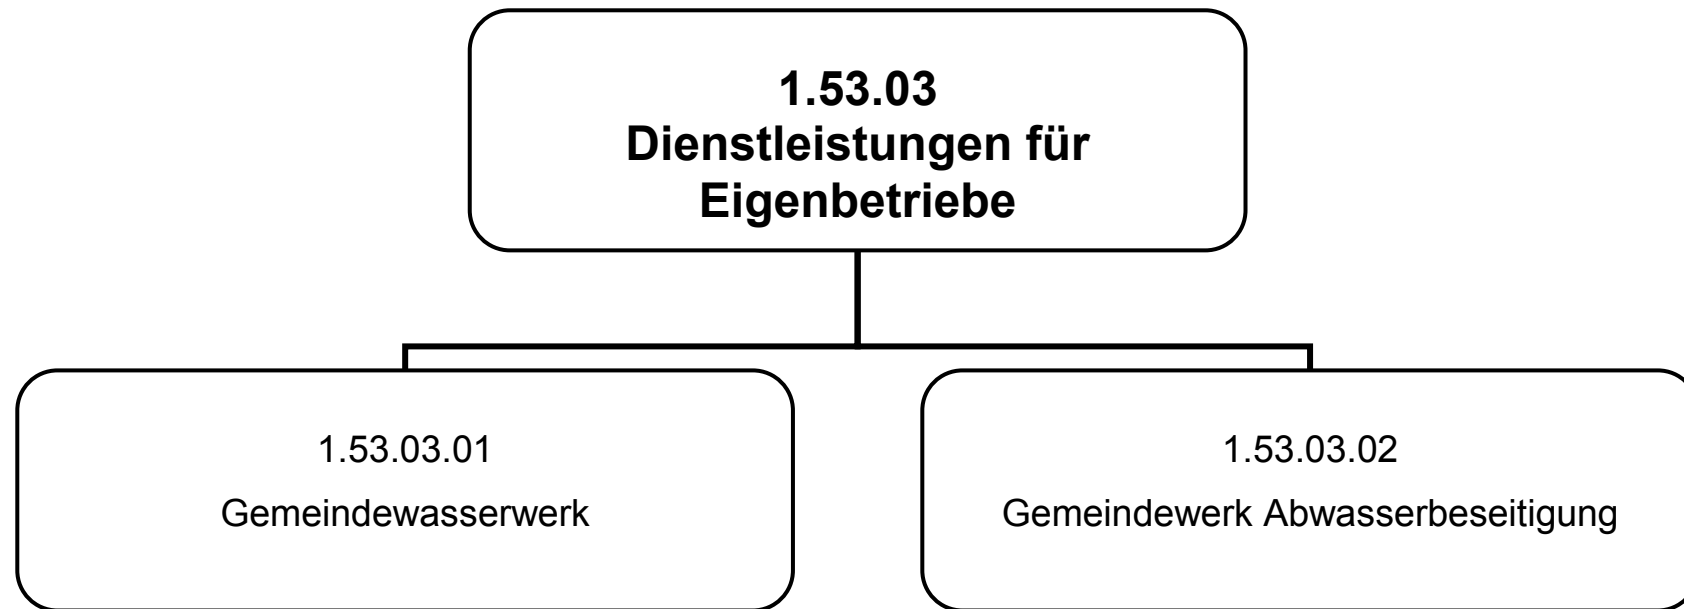 1.53.03
Dienstleistungen für
Eigenbetriebe
1.53.03.01
Gemeindewasserwerk
1.53.03.02
Gemeindewerk Abwasserbeseitigung